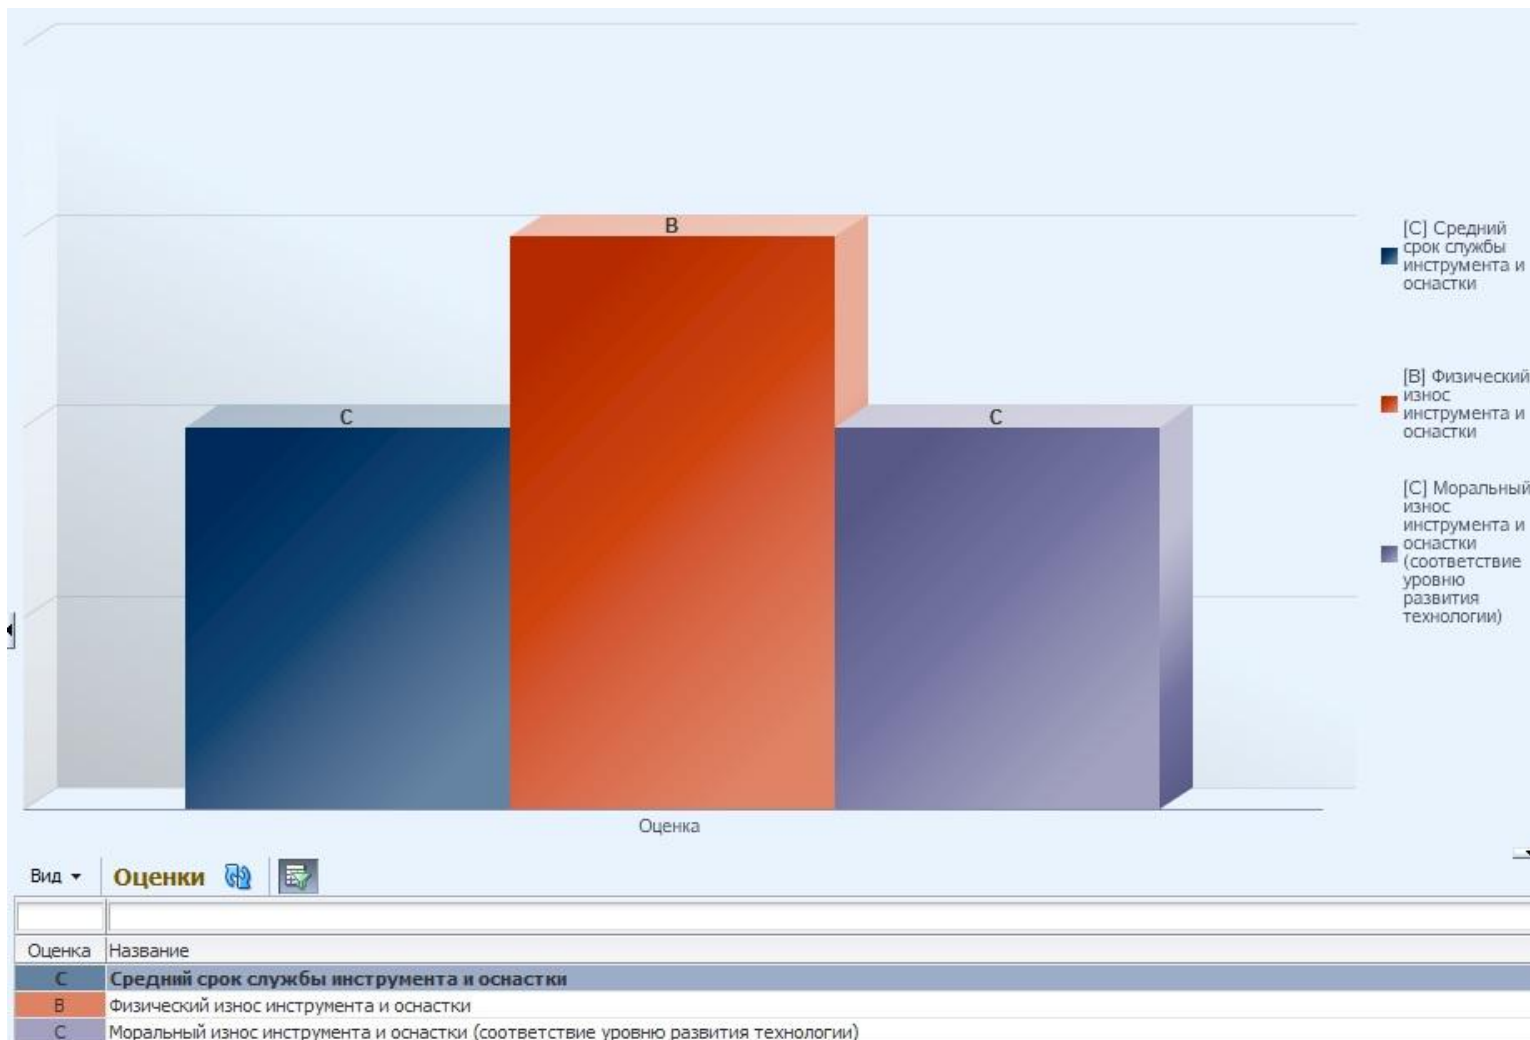 B
C
C
[C] Средний
срок службы
инструмента и
оснастки
[B] Физический
износ
инструмента и
оснастки
[C] Моральный
износ
инструмента и
оснастки
(соответствие
уровню
развития
технологии)
Оценка
Вид Оценки
Оценка Название
C Средний срок службы инструмента и оснастки
B Физический износ инструмента и оснастки
C Моральный износ инструмента и оснастки (соответствие уровню развития технологии)